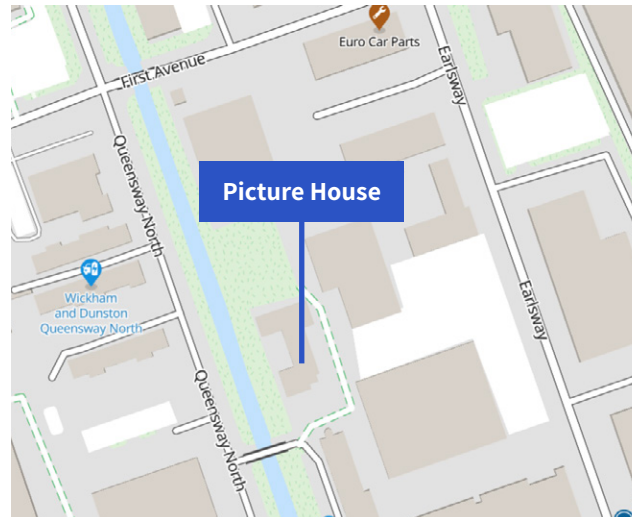 Euro Car Parts
First Avenue
Earlsway
Queensway North
Picture House
Wickham
and Dunston
Queensway North
Earlsway
Queensway North